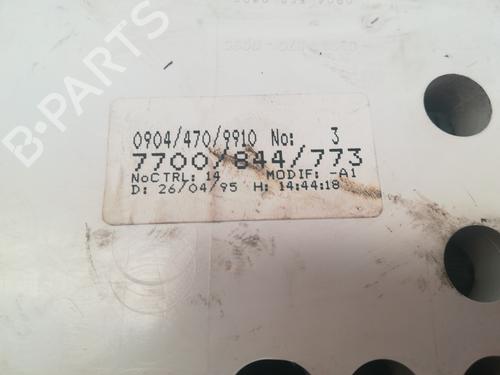 0904/470/9910 No: 3
7700/844/773
NoCTRL: 14 MODIF: -A1
D: 26/04/95 H: 14:44:18
B-PARTS